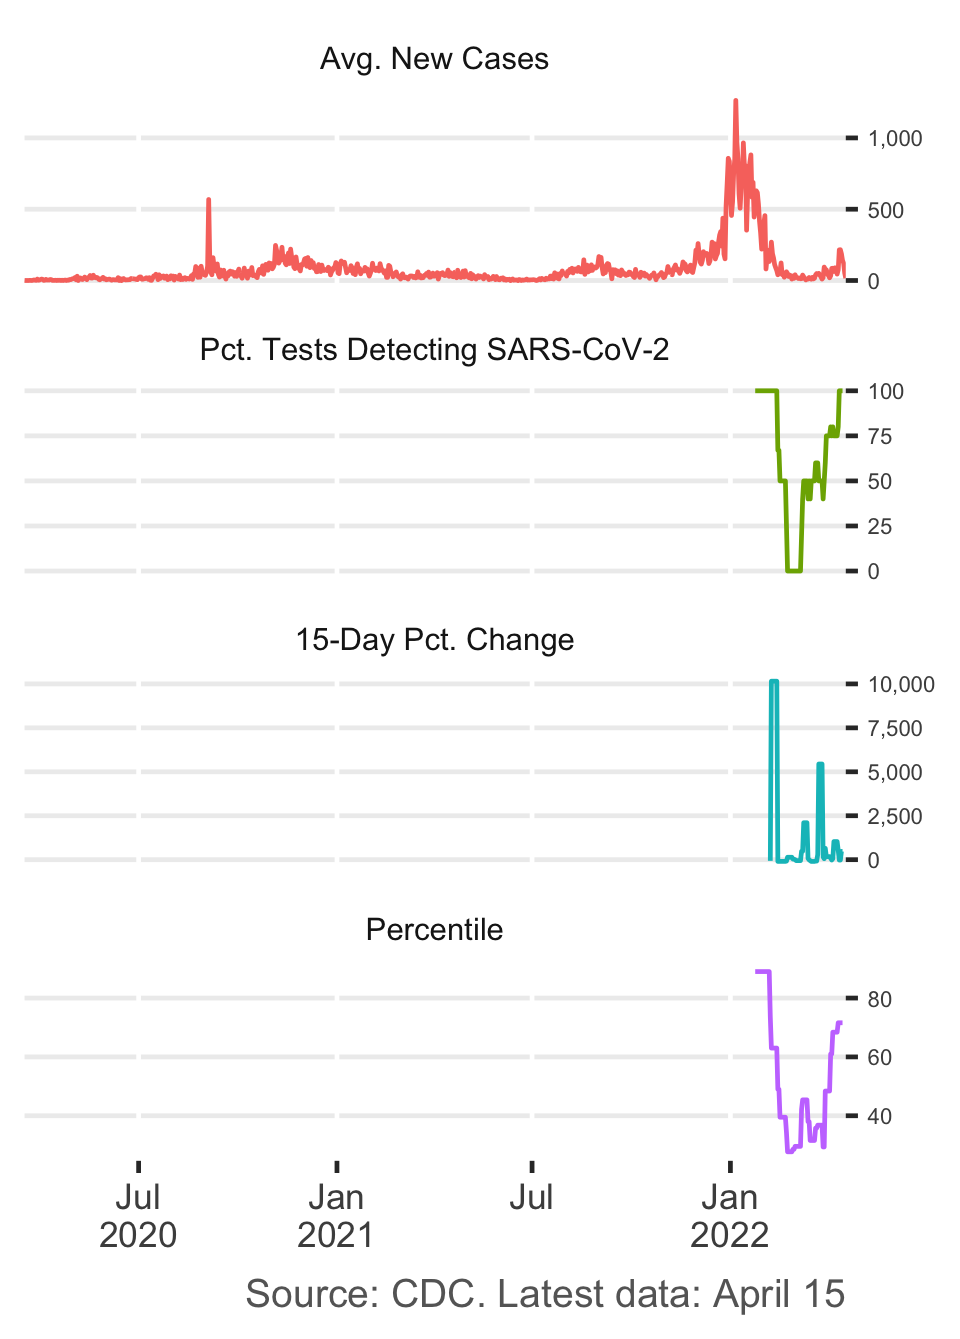 Avg. New Cases
1,000
500
0
Pct. Tests Detecting SARS-CoV-2
100
75
50
25
0
15-Day Pct. Change
10,000
7,500
5,000
2,500
0
Percentile
80
60
40
Jul Jan Jul Jan
2020 2021 2022
Source: CDC. Latest data: April 15